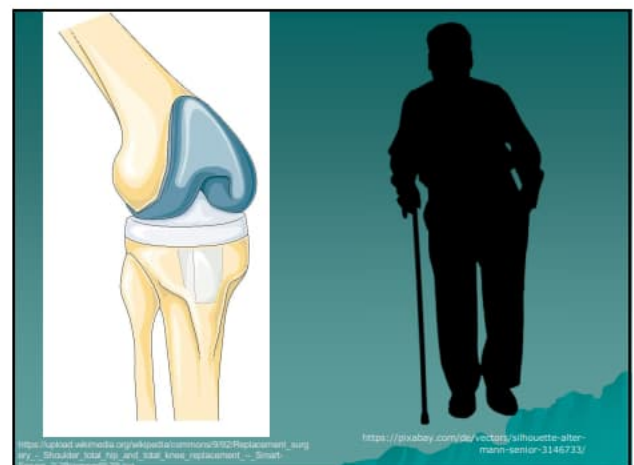 https://upload.wikimedia.org/wikipedia/commons/9/92/Replacement_surg
ery_-_Shoulder_total_hip_and_total_knee_replacement_--_Smart-
https://pixabay.com/de/vectors/silhouette-alter-
mann-senior-3146733/